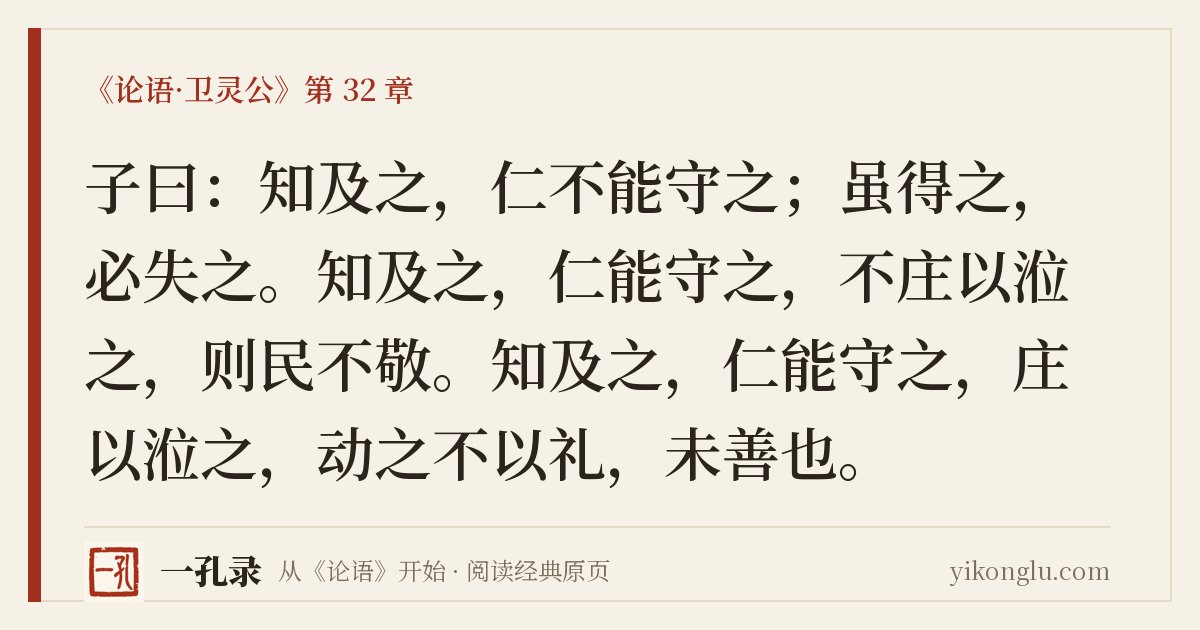 《论语·卫灵公》第 32 章
子曰：知及之，仁不能守之；虽得之，
必失之。知及之，仁能守之，不庄以涖
之，则民不敬。知及之，仁能守之，庄
以涖之，动之不以礼，未善也。
一孔
一孔录 从《论语》开始 · 阅读经典原页 yikonglu.com